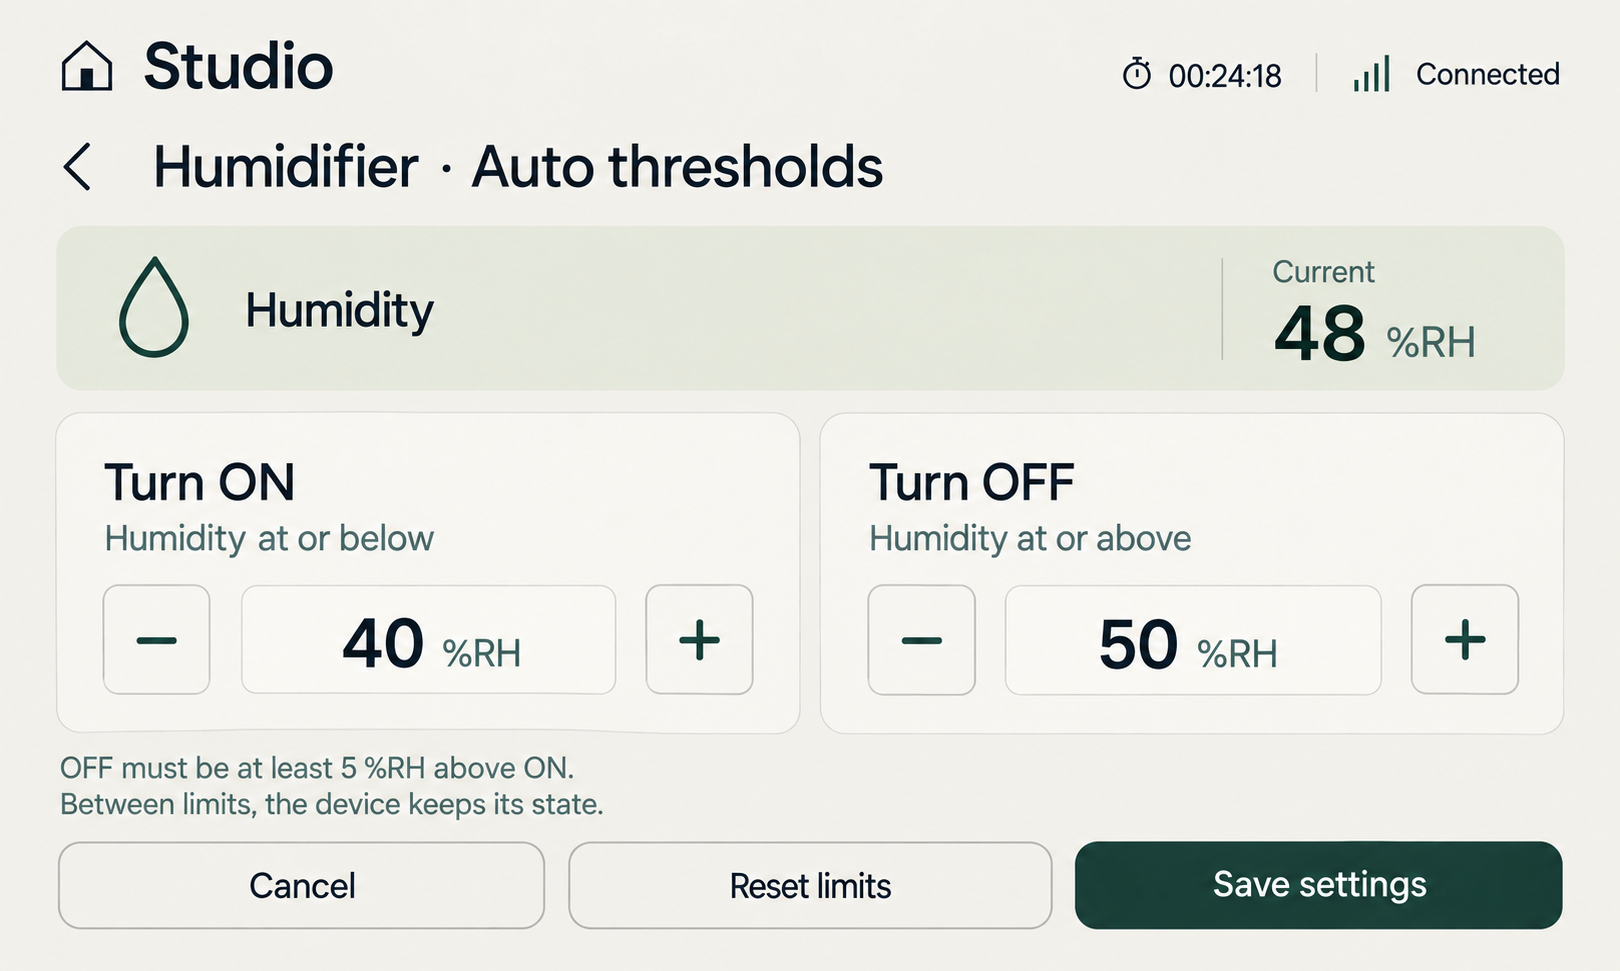 Studio
00:24:18
Connected
Humidifier · Auto thresholds
Humidity
Current
48 %RH
Turn ON
Humidity at or below
− 40 %RH +
Turn OFF
Humidity at or above
− 50 %RH +
OFF must be at least 5 %RH above ON.
Between limits, the device keeps its state.
Cancel
Reset limits
Save settings